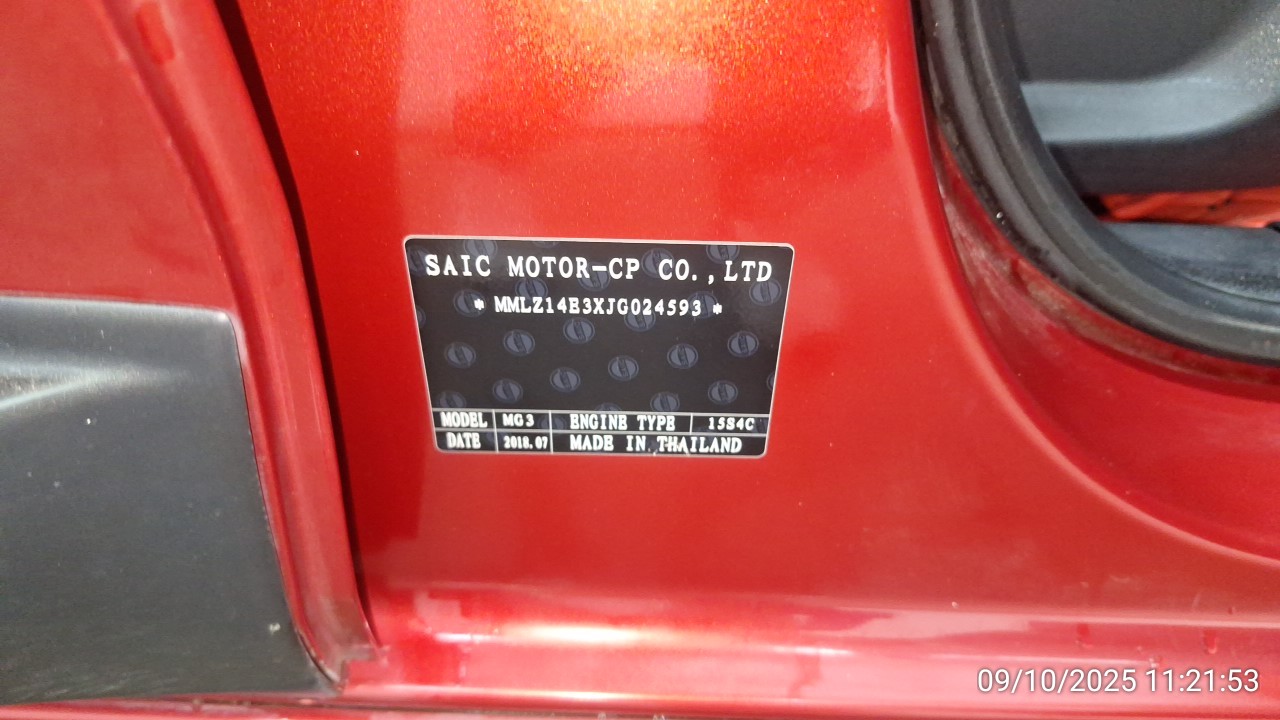 SAIC MOTOR-CP CO.,LTD
* MMLZ14B3XJG024593 *
MODEL MG3 ENGINE TYPE 15S4C
DATE 2018.07 MADE IN THAILAND
09/10/2025 11:21:53